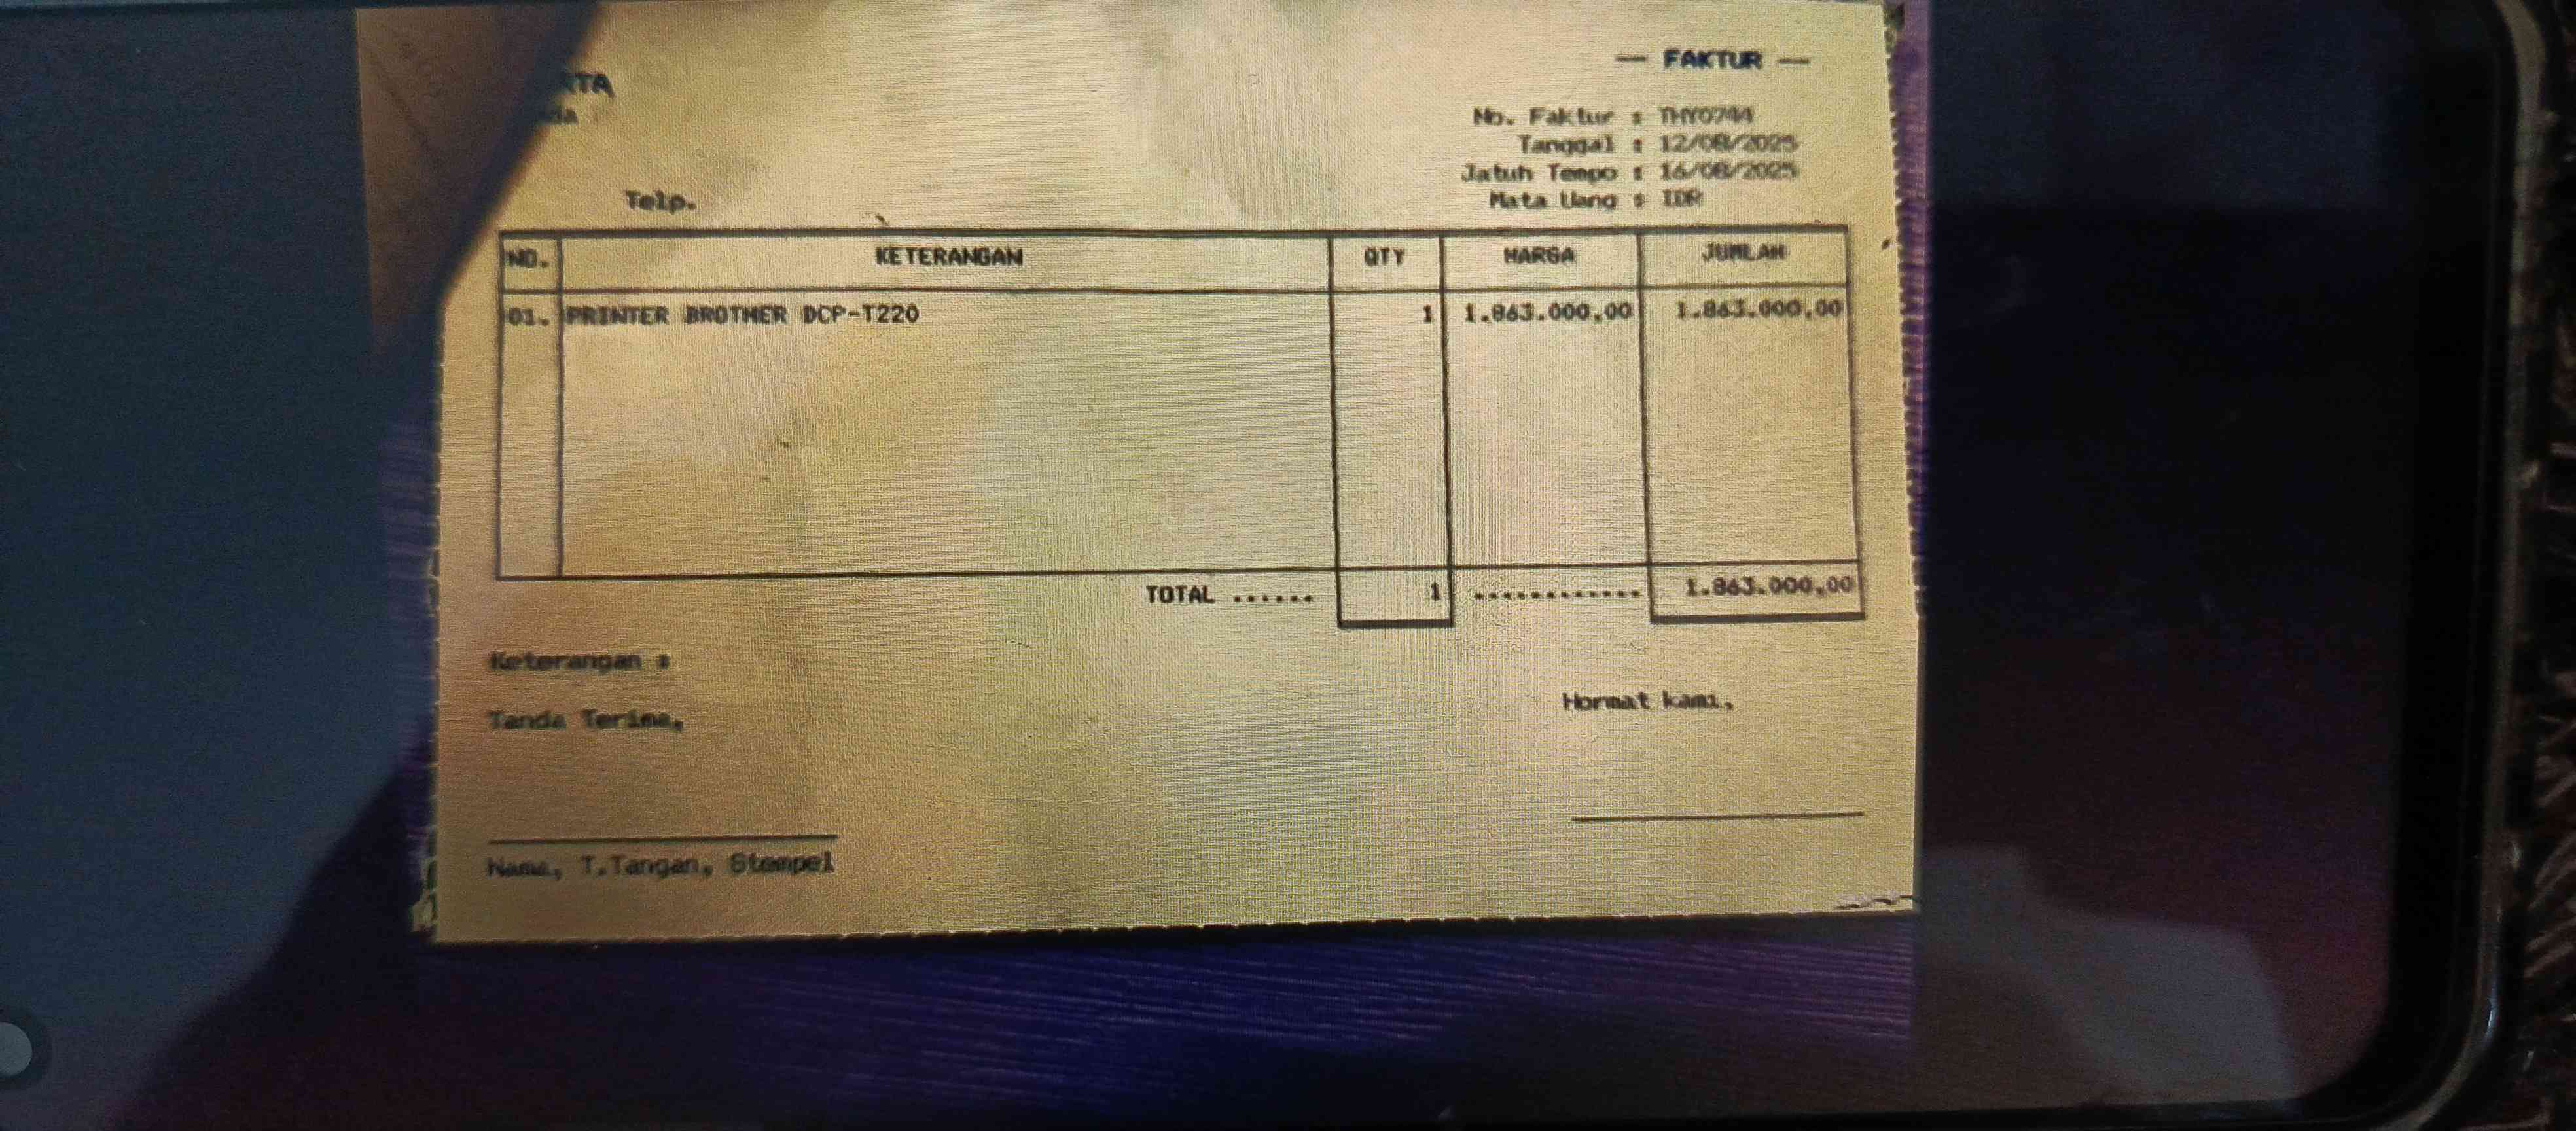 — FAKTUR —
RTA
No. Faktur : THY0744
Tanggal : 12/08/2025
Jatuh Tempo : 16/08/2025
Telp.
Mata Uang : IDR
NO. KETERANGAN QTY HARGA JUMLAH
01. PRINTER BROTHER DCP-T220 1 1.863.000,00 1.863.000,00
TOTAL ...... 1 ............ 1.863.000,00
Keterangan :
Hormat kami,
Tanda Terima,
Nama, T.Tangan, Stempel